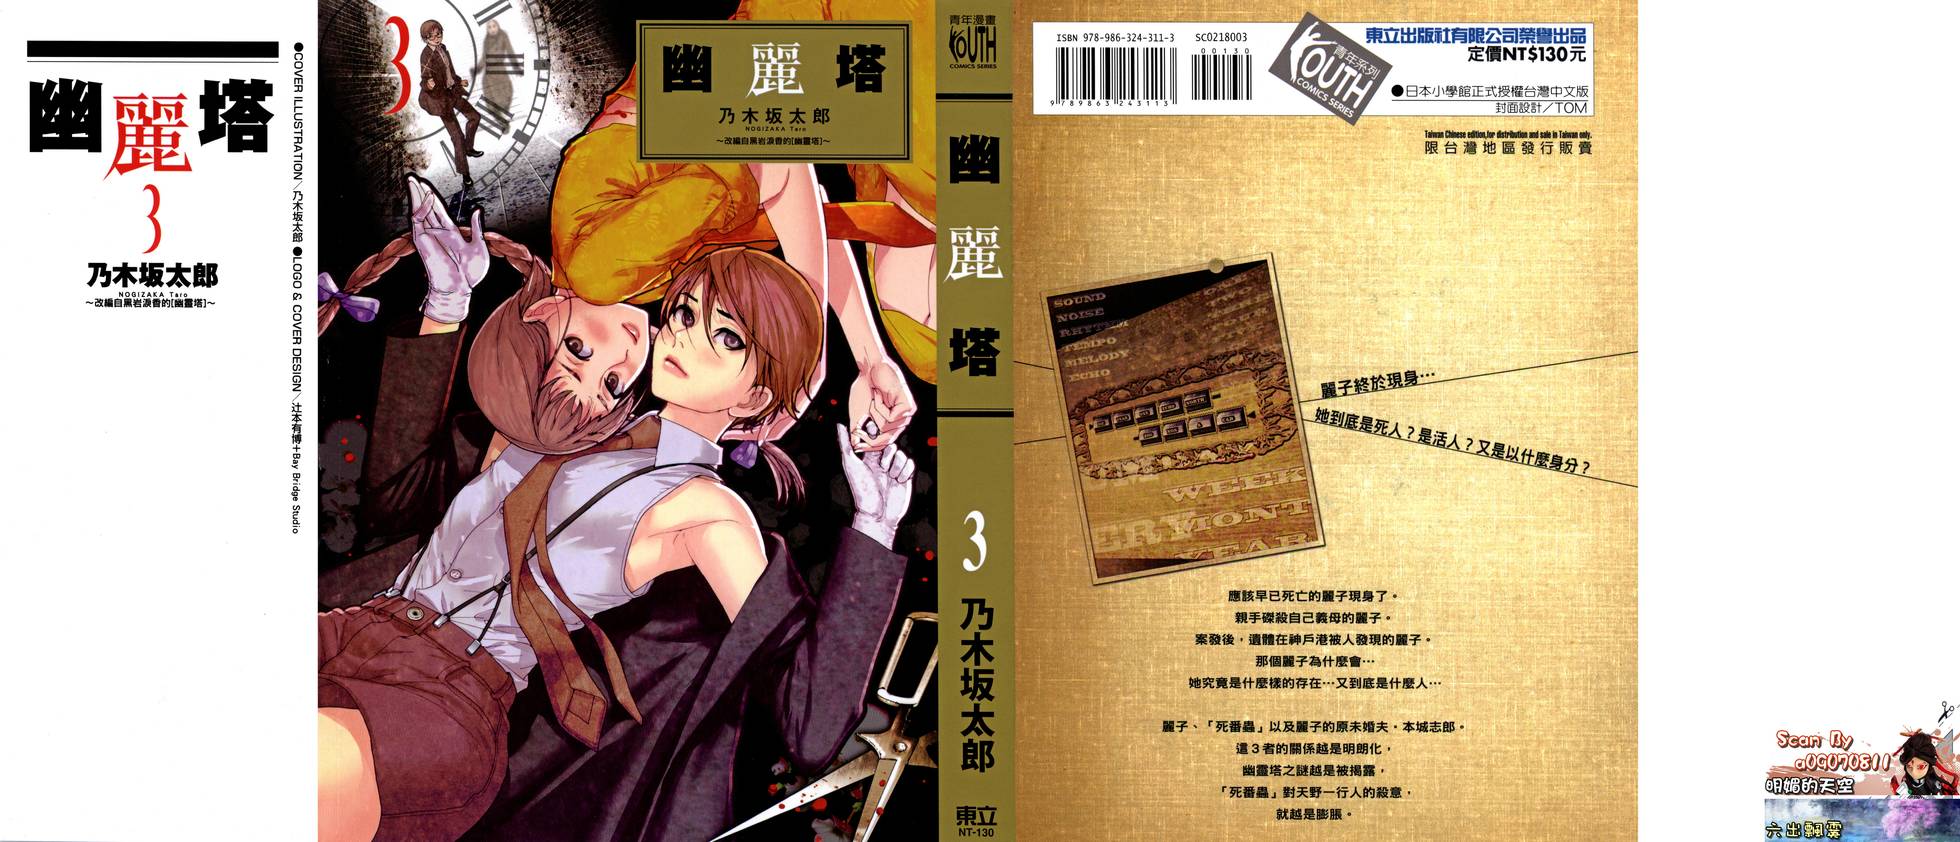 幽麗塔
3
乃木坂太郎
NOGIZAKA Taro
～改編自黑岩淚香的[幽靈塔]～
●COVER ILLUSTRATION／乃木坂太郎 ●LOGO & COVER DESIGN／辻本有博+Bay Bridge Studio
3
幽麗塔
乃木坂太郎
NOGIZAKA Taro
～改編自黑岩淚香的[幽靈塔]～
青年漫畫
YOUTH
COMICS SERIES
幽麗塔
3
乃木坂太郎
東立
NT-130
ISBN 978-986-324-311-3
SC0218003
00130
9 789863 243113
青年系列
YOUTH
COMICS SERIES
東立出版社有限公司榮譽出品
定價NT$130元
●日本小學館正式授權台灣中文版
封面設計／TOM
Taiwan Chinese edition,for distribution and sale in Taiwan only.
限台灣地區發行販賣
SOUND
NOISE
RHYTHM
TEMPO
MELODY
ECHO
WEEK
MONT
YEAR
麗子終於現身…
她到底是死人？是活人？又是以什麼身分？
應該早已死亡的麗子現身了。
親手磔殺自己義母的麗子。
案發後，遺體在神戶港被人發現的麗子。
那個麗子為什麼會…
她究竟是什麼樣的存在…又到底是什麼人…
麗子、「死番蟲」以及麗子的原未婚夫・本城志郎。
這3者的關係越是明朗化，
幽靈塔之謎越是被揭露，
「死番蟲」對天野一行人的殺意，
就越是膨脹。
Scan By
a09070811
明媚的天空
六出飄霙